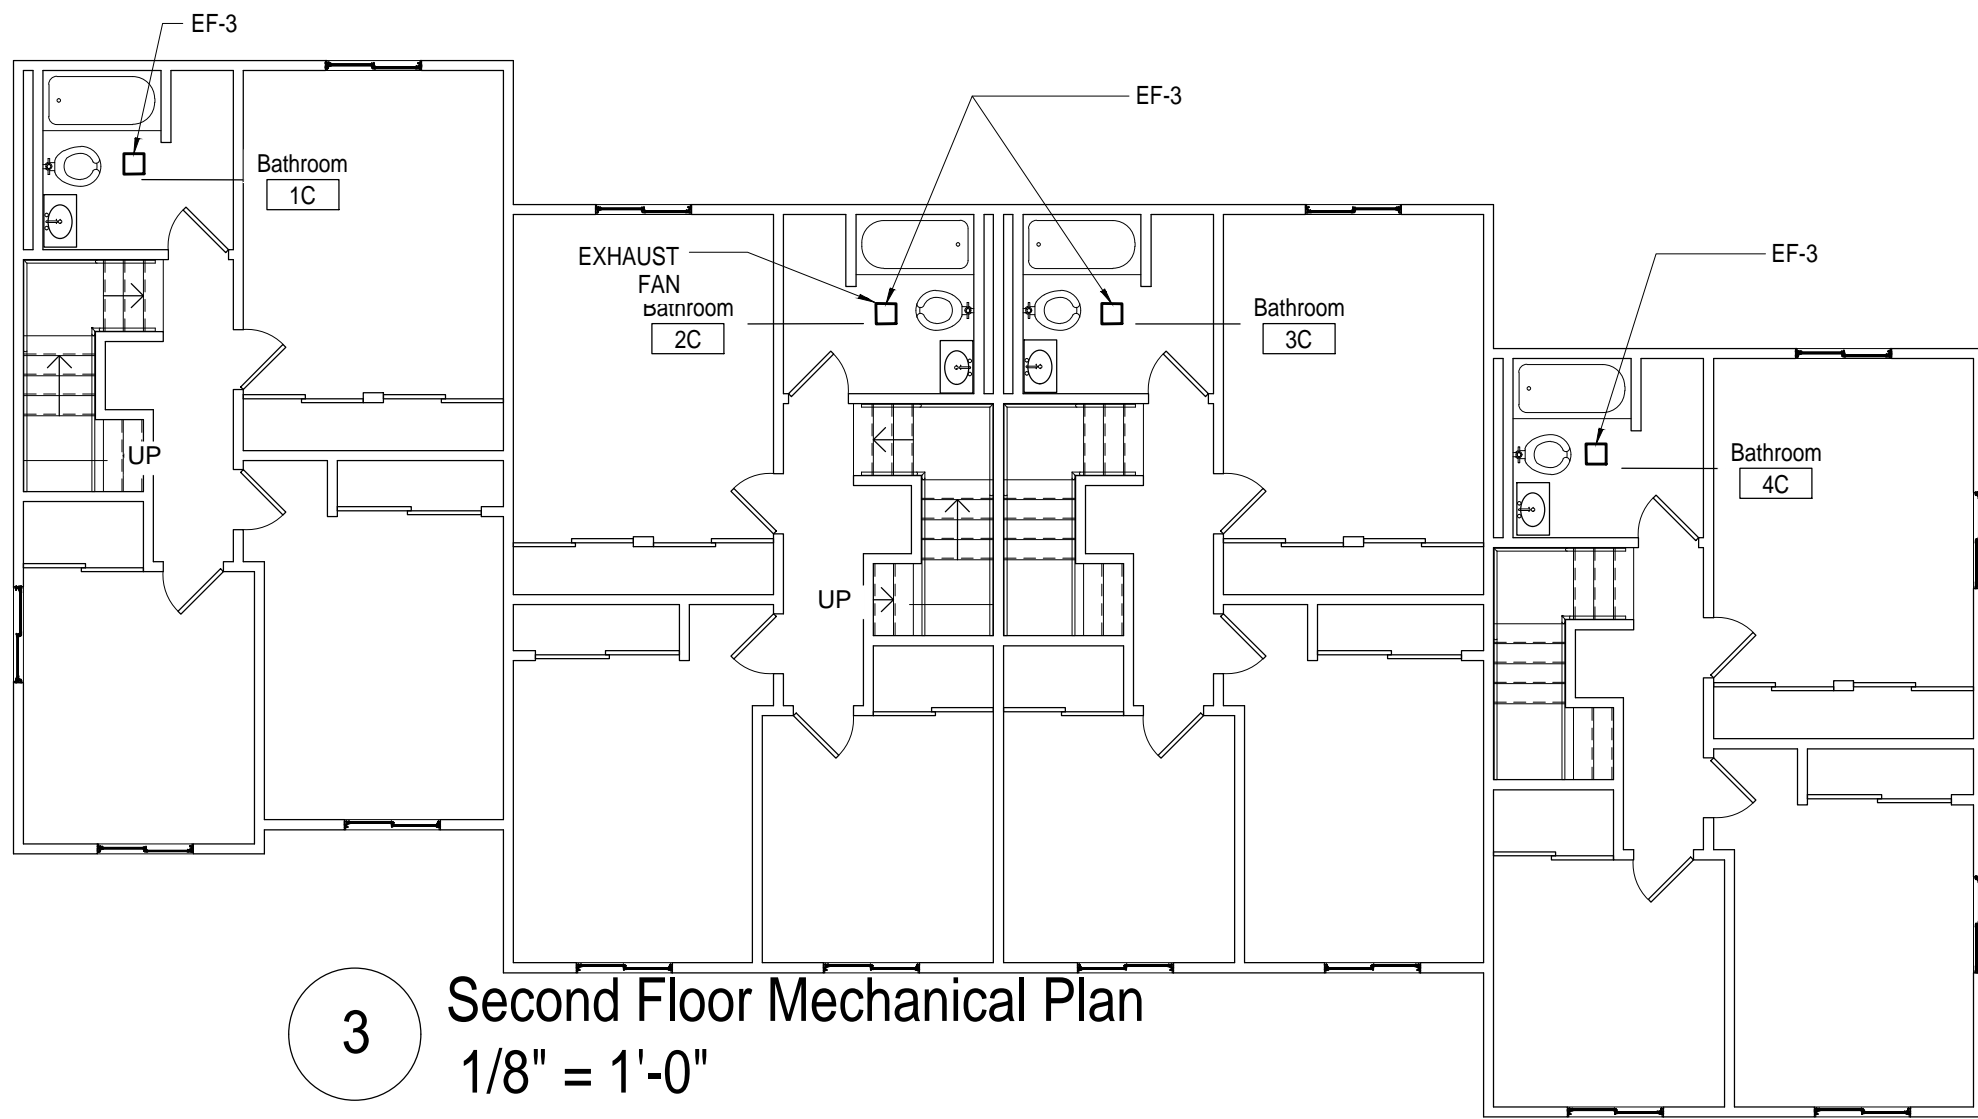 EF-3
EF-3
Bathroom
1C
EXHAUST
FAN
Bathroom
2C
Bathroom
3C
EF-3
Bathroom
4C
UP
UP
3
Second Floor Mechanical Plan
1/8" = 1'-0"